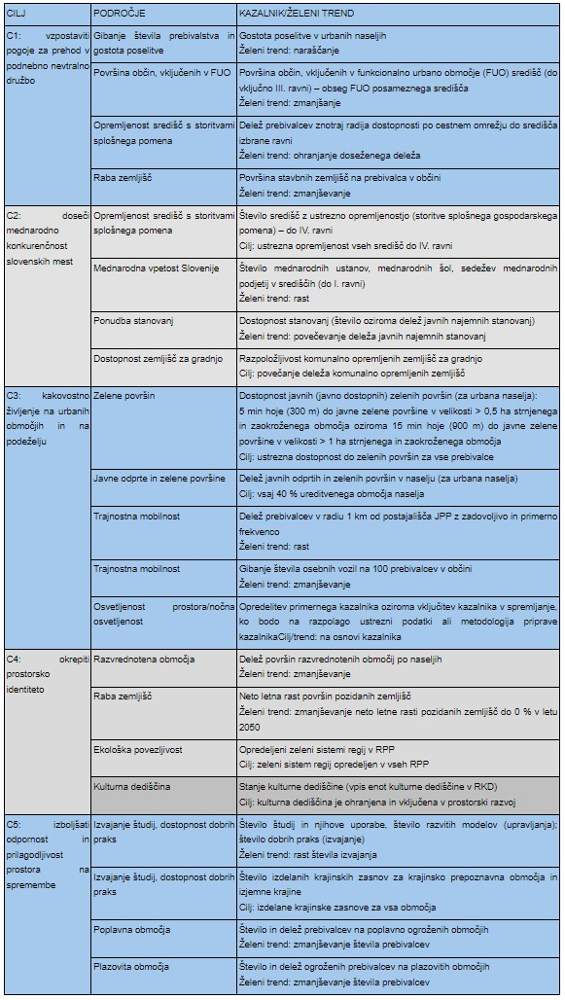 CILJ PODROČJE KAZALNIK/ŽELENI TREND
C1: vzpostaviti
pogoje za prehod v
podnebno nevtralno
družbo
Gibanje števila prebivalstva in
gostota poselitve
Gostota poselitve v urbanih naseljih
Želeni trend: naraščanje
Površina občin, vključenih v FUO
Površina občin, vključenih v funkcionalno urbano območje (FUO) središč (do
vključno III. ravni) – obseg FUO posameznega središča
Želeni trend: zmanjšanje
Opremljenost središč s storitvami
splošnega pomena
Delež prebivalcev znotraj radija dostopnosti po cestnem omrežju do središča
izbrane ravni
Želeni trend: ohranjanje doseženega deleža
Raba zemljišč
Površina stavbnih zemljišč na prebivalca v občini
Želeni trend: zmanjševanje
C2: doseči
mednarodno
konkurenčnost
slovenskih mest
Opremljenost središč s storitvami
splošnega pomena
Število središč z ustrezno opremljenostjo (storitve splošnega gospodarskega
pomena) – do IV. ravni
Cilj: ustrezna opremljenost vseh središč do IV. ravni
Mednarodna vpetost Slovenije
Število mednarodnih ustanov, mednarodnih šol, sedežev mednarodnih
podjetij v središčih (do I. ravni)
Želeni trend: rast
Ponudba stanovanj
Dostopnost stanovanj (število oziroma delež javnih najemnih stanovanj)
Želeni trend: povečevanje deleža javnih najemnih stanovanj
Dostopnost zemljišč za gradnjo
Razpoložljivost komunalno opremljenih zemljišč za gradnjo
Cilj: povečanje deleža komunalno opremljenih zemljišč
C3: kakovostno
življenje na urbanih
območjih in na
podeželju
Zelene površin
Dostopnost javnih (javno dostopnih) zelenih površin (za urbana naselja):
5 min hoje (300 m) do javne zelene površine v velikosti > 0,5 ha strnjenega
in zaokroženega območja oziroma 15 min hoje (900 m) do javne zelene
površine v velikosti > 1 ha strnjenega in zaokroženega območja
Cilj: ustrezna dostopnost do zelenih površin za vse prebivalce
Javne odprte in zelene površine
Delež javnih odprtih in zelenih površin v naselju (za urbana naselja)
Cilj: vsaj 40 % ureditvenega območja naselja
Trajnostna mobilnost
Delež prebivalcev v radiu 1 km od postajališča JPP z zadovoljivo in primerno
frekvenco
Želeni trend: rast
Trajnostna mobilnost
Gibanje števila osebnih vozil na 100 prebivalcev v občini
Želeni trend: zmanjševanje
Osvetljenost prostora/nočna
osvetljenost
Opredelitev primernega kazalnika oziroma vključitev kazalnika v spremljanje,
ko bodo na razpolago ustrezni podatki ali metodologija priprave
kazalnikaCilj/trend: na osnovi kazalnika
C4: okrepiti
prostorsko
identiteto
Razvrednotena območja
Delež površin razvrednotenih območij po naseljih
Želeni trend: zmanjševanje
Raba zemljišč
Neto letna rast površin pozidanih zemljišč
Želeni trend: zmanjševanje neto letne rasti pozidanih zemljišč do 0 % v letu
2050
Ekološka povezljivost
Opredeljeni zeleni sistemi regij v RPP
Cilj: zeleni sistem regij opredeljen v vseh RPP
Kulturna dediščina
Stanje kulturne dediščine (vpis enot kulturne dediščine v RKD)
Cilj: kulturna dediščina je ohranjena in vključena v prostorski razvoj
C5: izboljšati
odpornost in
prilagodljivost
prostora na
spremembe
Izvajanje študij, dostopnost dobrih
praks
Število študij in njihove uporabe, število razvitih modelov (upravljanja);
število dobrih praks (izvajanje)
Želeni trend: rast števila izvajanja
Izvajanje študij, dostopnost dobrih
praks
Število izdelanih krajinskih zasnov za krajinsko prepoznavna območja in
izjemne krajine
Cilj: izdelane krajinske zasnove za vsa območja
Poplavna območja
Število in delež prebivalcev na poplavno ogroženih območjih
Želeni trend: zmanjševanje števila prebivalcev
Plazovita območja
Število in delež ogroženih prebivalcev na plazovitih območjih
Želeni trend: zmanjševanje števila prebivalcev